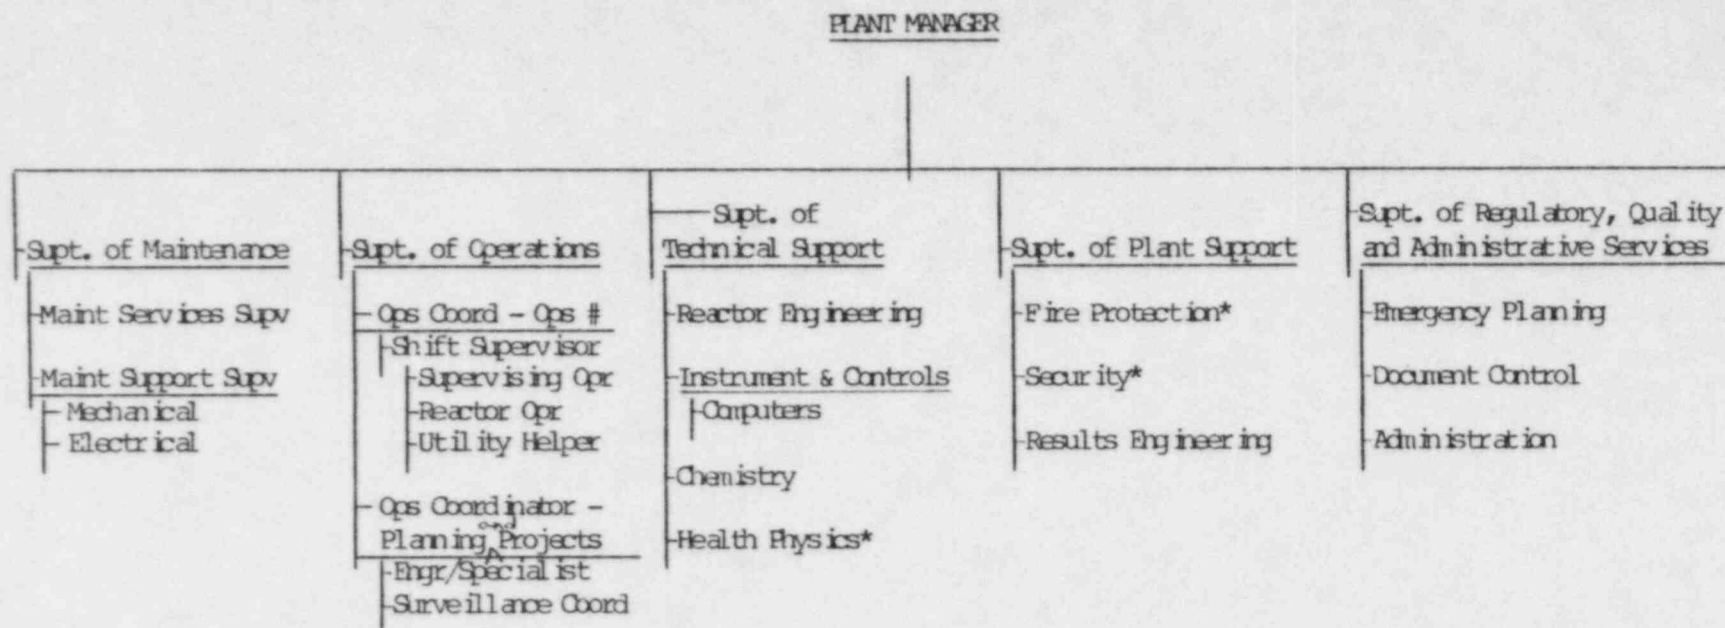 PLANT MANAGER
Supt. of Maintenance
Maint Services Supv
Maint Support Supv
Mechanical
Electrical
Supt. of Operations
Ops Coord - Ops #
Shift Supervisor
Supervising Opr
Reactor Opr
Utility Helper
Ops Coordinator -
Planning and Projects
Engr/Specialist
Surveillance Coord
Supt. of
Technical Support
Reactor Engineering
Instrument & Controls
Computers
Chemistry
Health Physics*
Supt. of Plant Support
Fire Protection*
Security*
Results Engineering
Supt. of Regulatory, Quality
and Administrative Services
Emergency Planning
Document Control
Administration